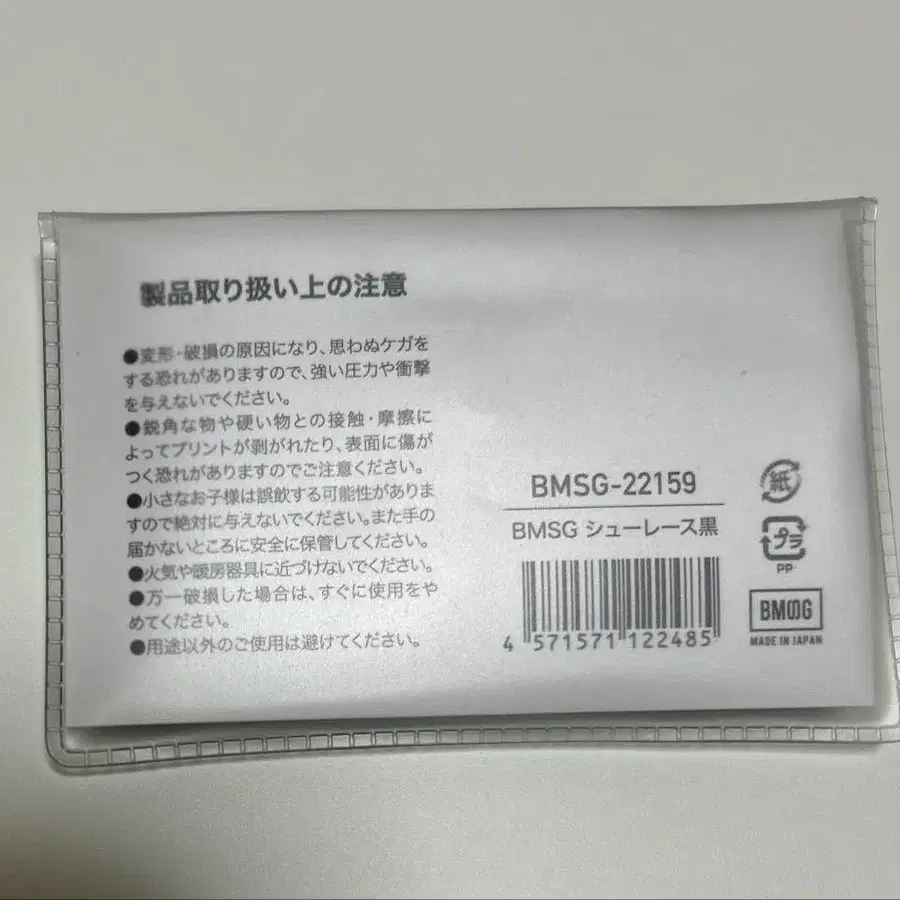 製品取り扱い上の注意
●変形・破損の原因になり、思わぬケガを
する恐れがありますので、強い圧力や衝撃
を与えないでください。
●鋭角な物や硬い物との接触・摩擦に
よってプリントが剥がれたり、表面に傷が
つく恐れがありますのでご注意ください。
●小さなお子様は誤飲する可能性がありま
すので絶対に与えないでください。また手の
届かないところに安全に保管してください。
●火気や暖房器具に近づけないでください。
●万一破損した場合は、すぐに使用をや
めてください。
●用途以外のご使用は避けてください。
BMSG-22159
BMSG シューレース黒
4 571571 122485
紙
プラ
PP
BMSG
MADE IN JAPAN